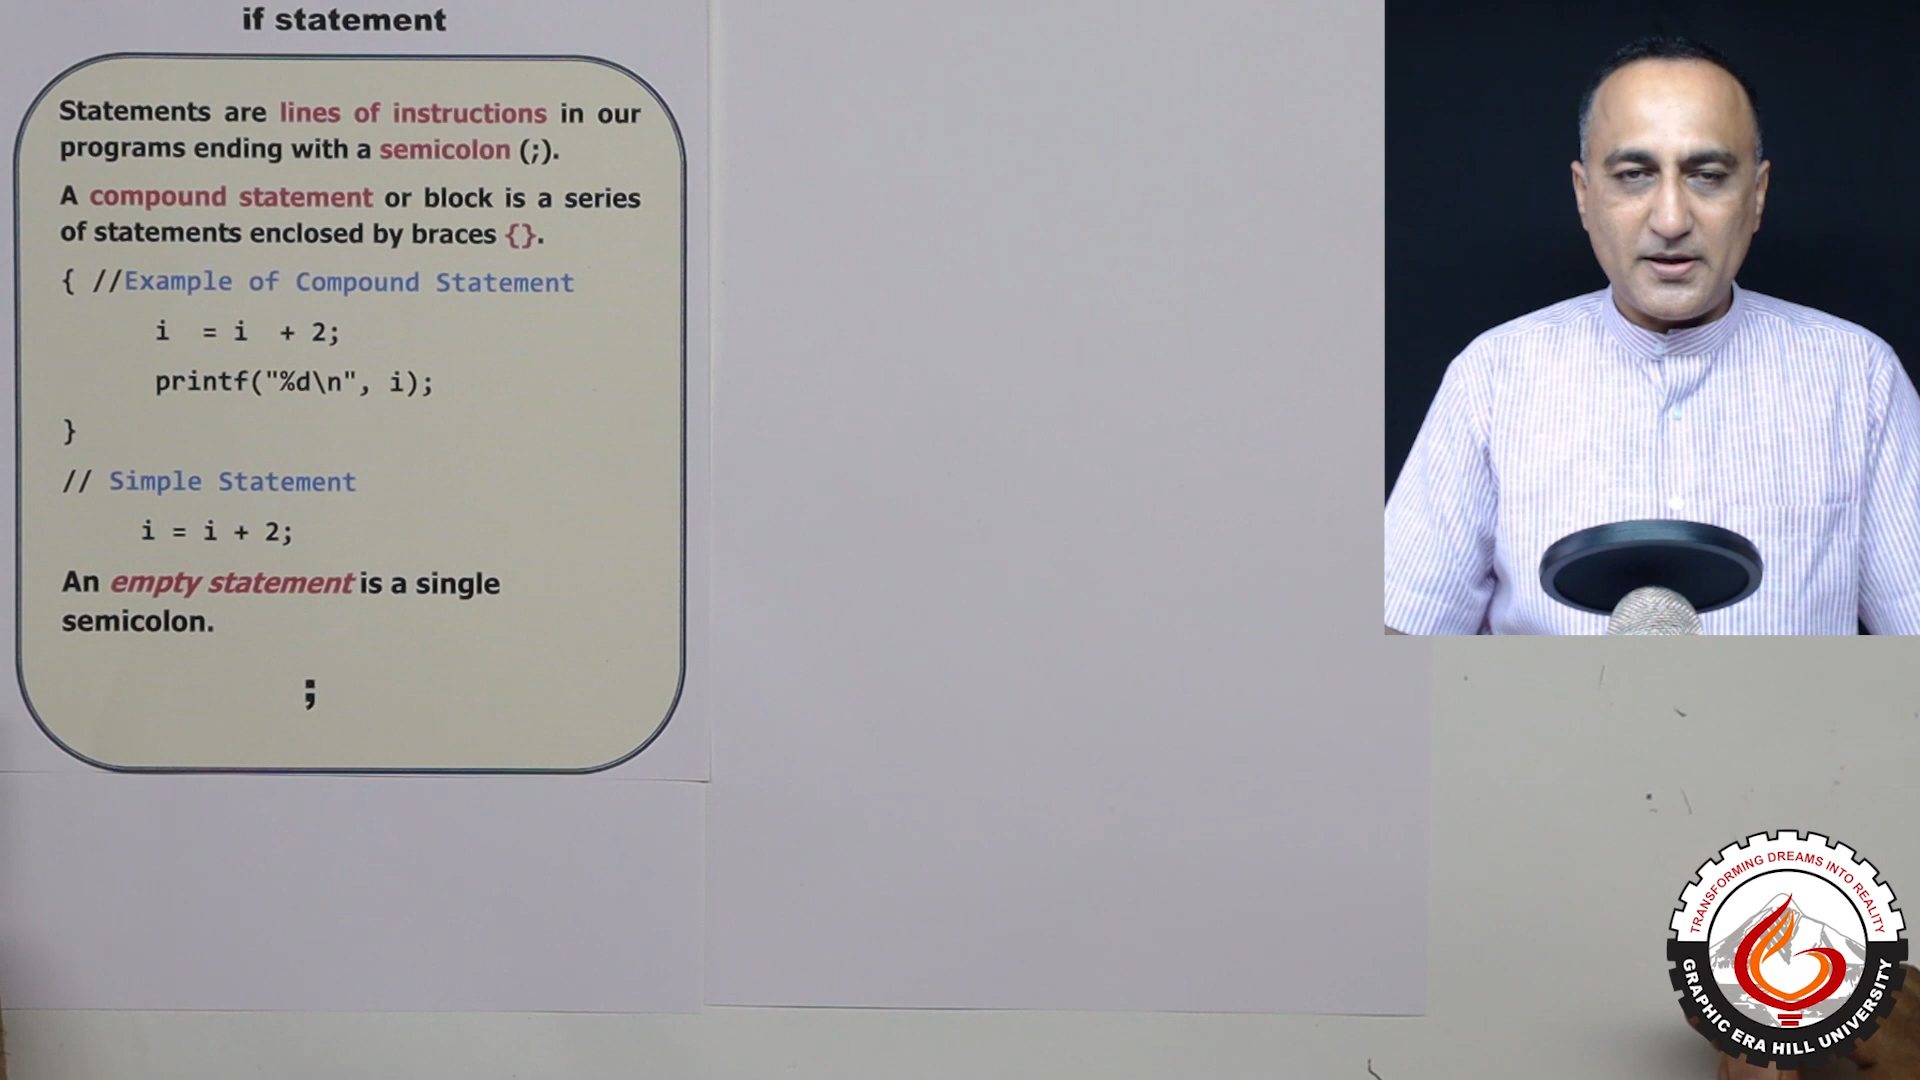 if statement
Statements are lines of instructions in our
programs ending with a semicolon (;).
A compound statement or block is a series
of statements enclosed by braces {}.
{ //Example of Compound Statement
i = i + 2;
printf("%d\n", i);
}
// Simple Statement
i = i + 2;
An empty statement is a single
semicolon.
;
TRANSFORMING DREAMS INTO REALITY
GRAPHIC ERA HILL UNIVERSITY